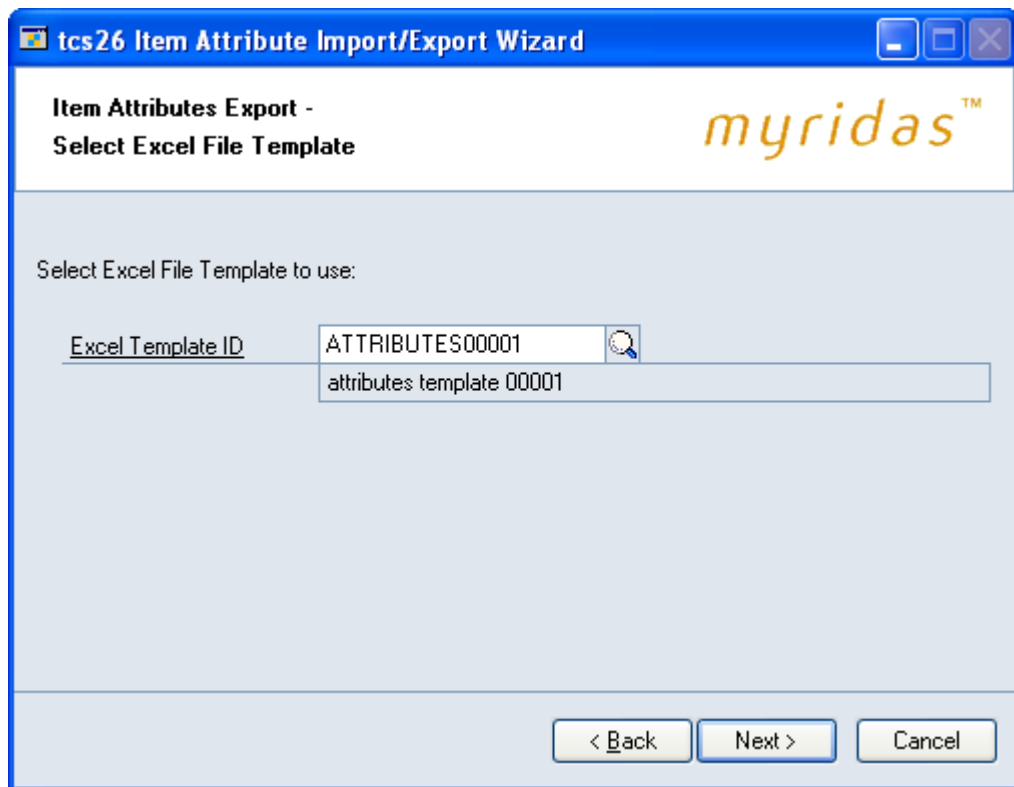 tcs26 Item Attribute Import/Export Wizard
Item Attributes Export -
Select Excel File Template
myridas™
Select Excel File Template to use:
Excel Template ID ATTRIBUTES00001
attributes template 00001
< Back Next > Cancel